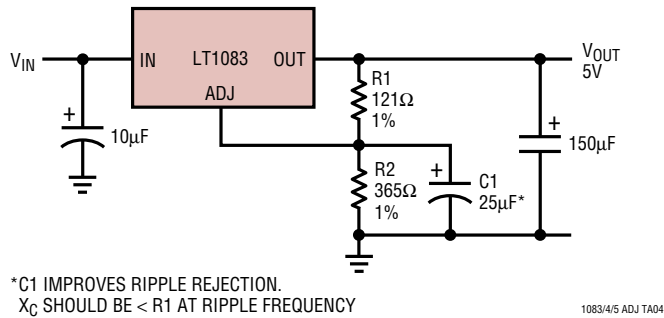 V_IN
IN LT1083 OUT
ADJ
+
10µF
R1
121Ω
1%
R2
365Ω
1%
+
C1
25µF*
V_OUT
5V
+
150µF
*C1 IMPROVES RIPPLE REJECTION.
X_C SHOULD BE < R1 AT RIPPLE FREQUENCY
1083/4/5 ADJ TA04